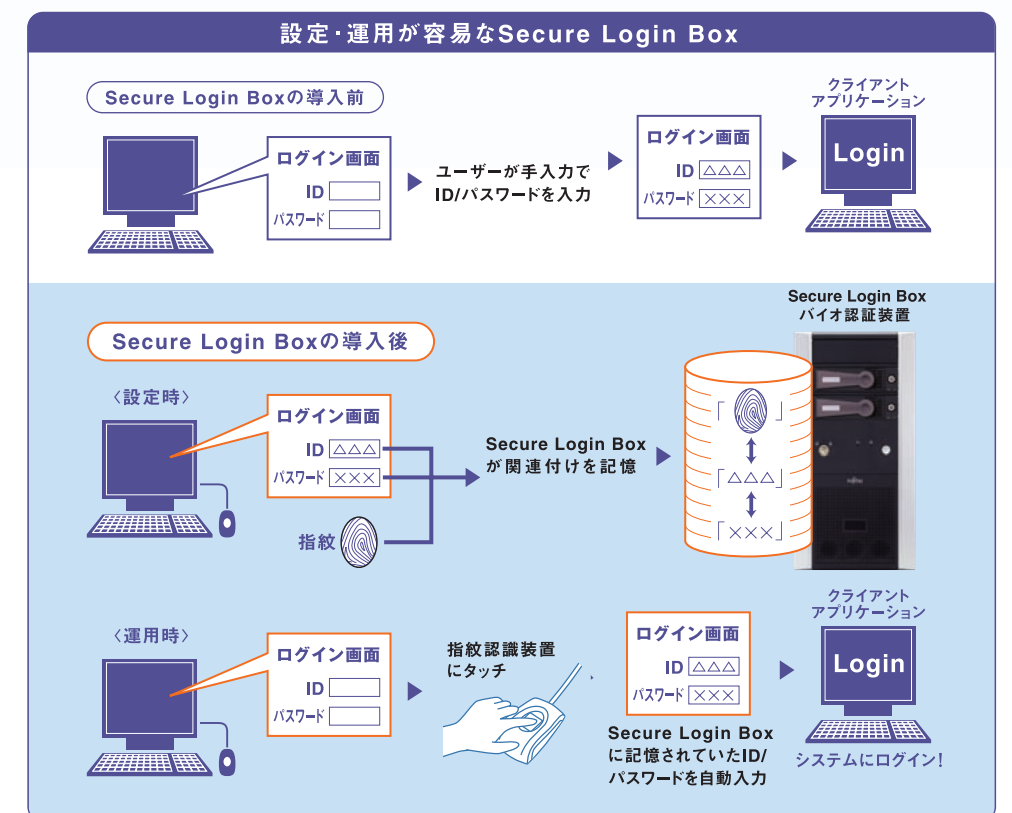 設定・運用が容易なSecure Login Box
Secure Login Boxの導入前
ログイン画面
ID
パスワード
ユーザーが手入力で
ID/パスワードを入力
ログイン画面
ID △△△
パスワード ×××
クライアント
アプリケーション
Login
Secure Login Boxの導入後
〈設定時〉
ログイン画面
ID △△△
パスワード ×××
指紋
Secure Login Box
が関連付けを記憶
Secure Login Box
バイオ認証装置
「 」
「△△△」
「×××」
〈運用時〉
ログイン画面
ID
パスワード
指紋認識装置
にタッチ
ログイン画面
ID △△△
パスワード ×××
Secure Login Box
に記憶されていたID/
パスワードを自動入力
クライアント
アプリケーション
Login
システムにログイン!